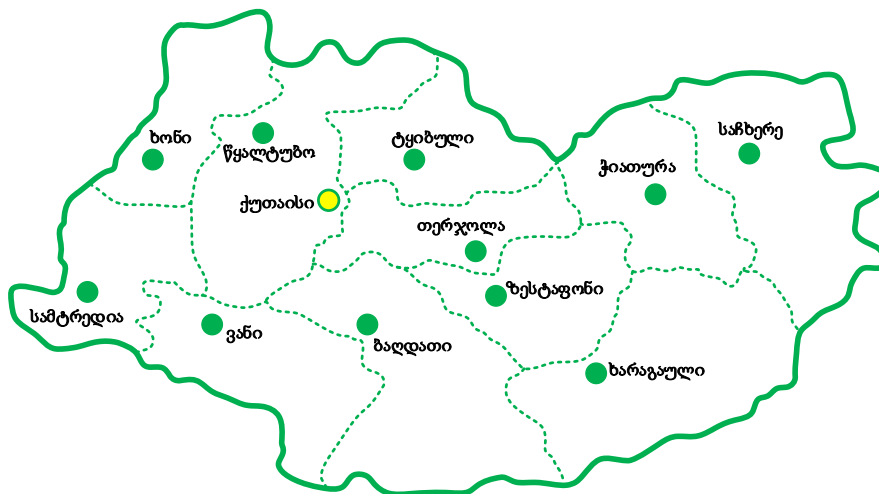 საჩხერე
ხონი
ტყიბული
წყალტუბო
ჭიათურა
ქუთაისი
თერჯოლა
ზესტაფონი
სამტრედია
ვანი
ბაღდათი
ხარაგაული